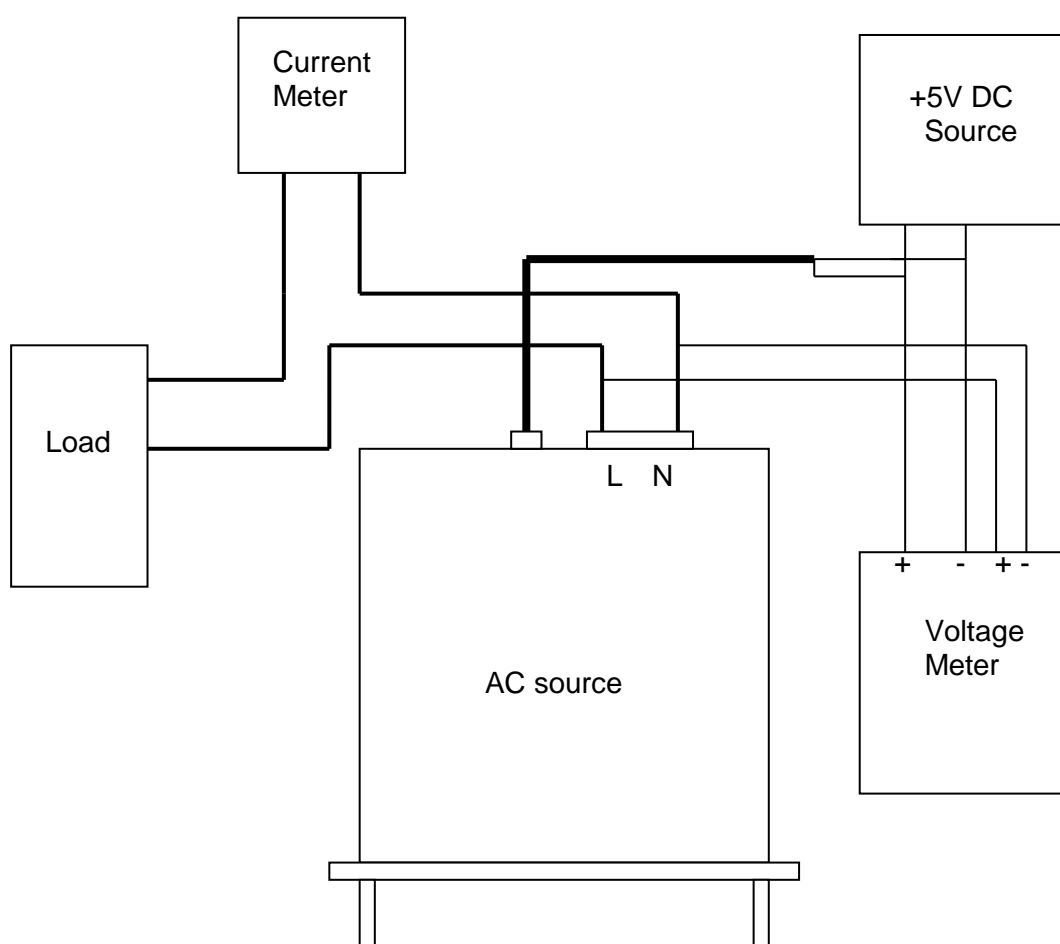 Current
Meter
+5V DC
Source
Load
L N
+ - + -
Voltage
Meter
AC source